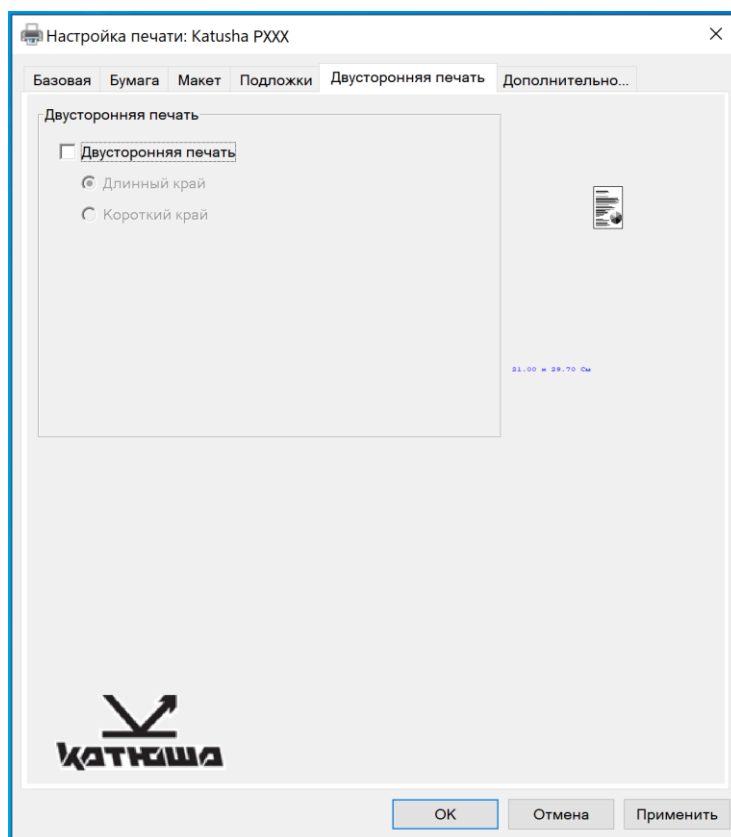 Настройка печати: Katusha PXXX
Базовая Бумага Макет Подложки Двусторонняя печать Дополнительно...
Двусторонняя печать
Двусторонняя печать
Длинный край
Короткий край
21.00 x 29.70 См
катюша
OK Отмена Применить